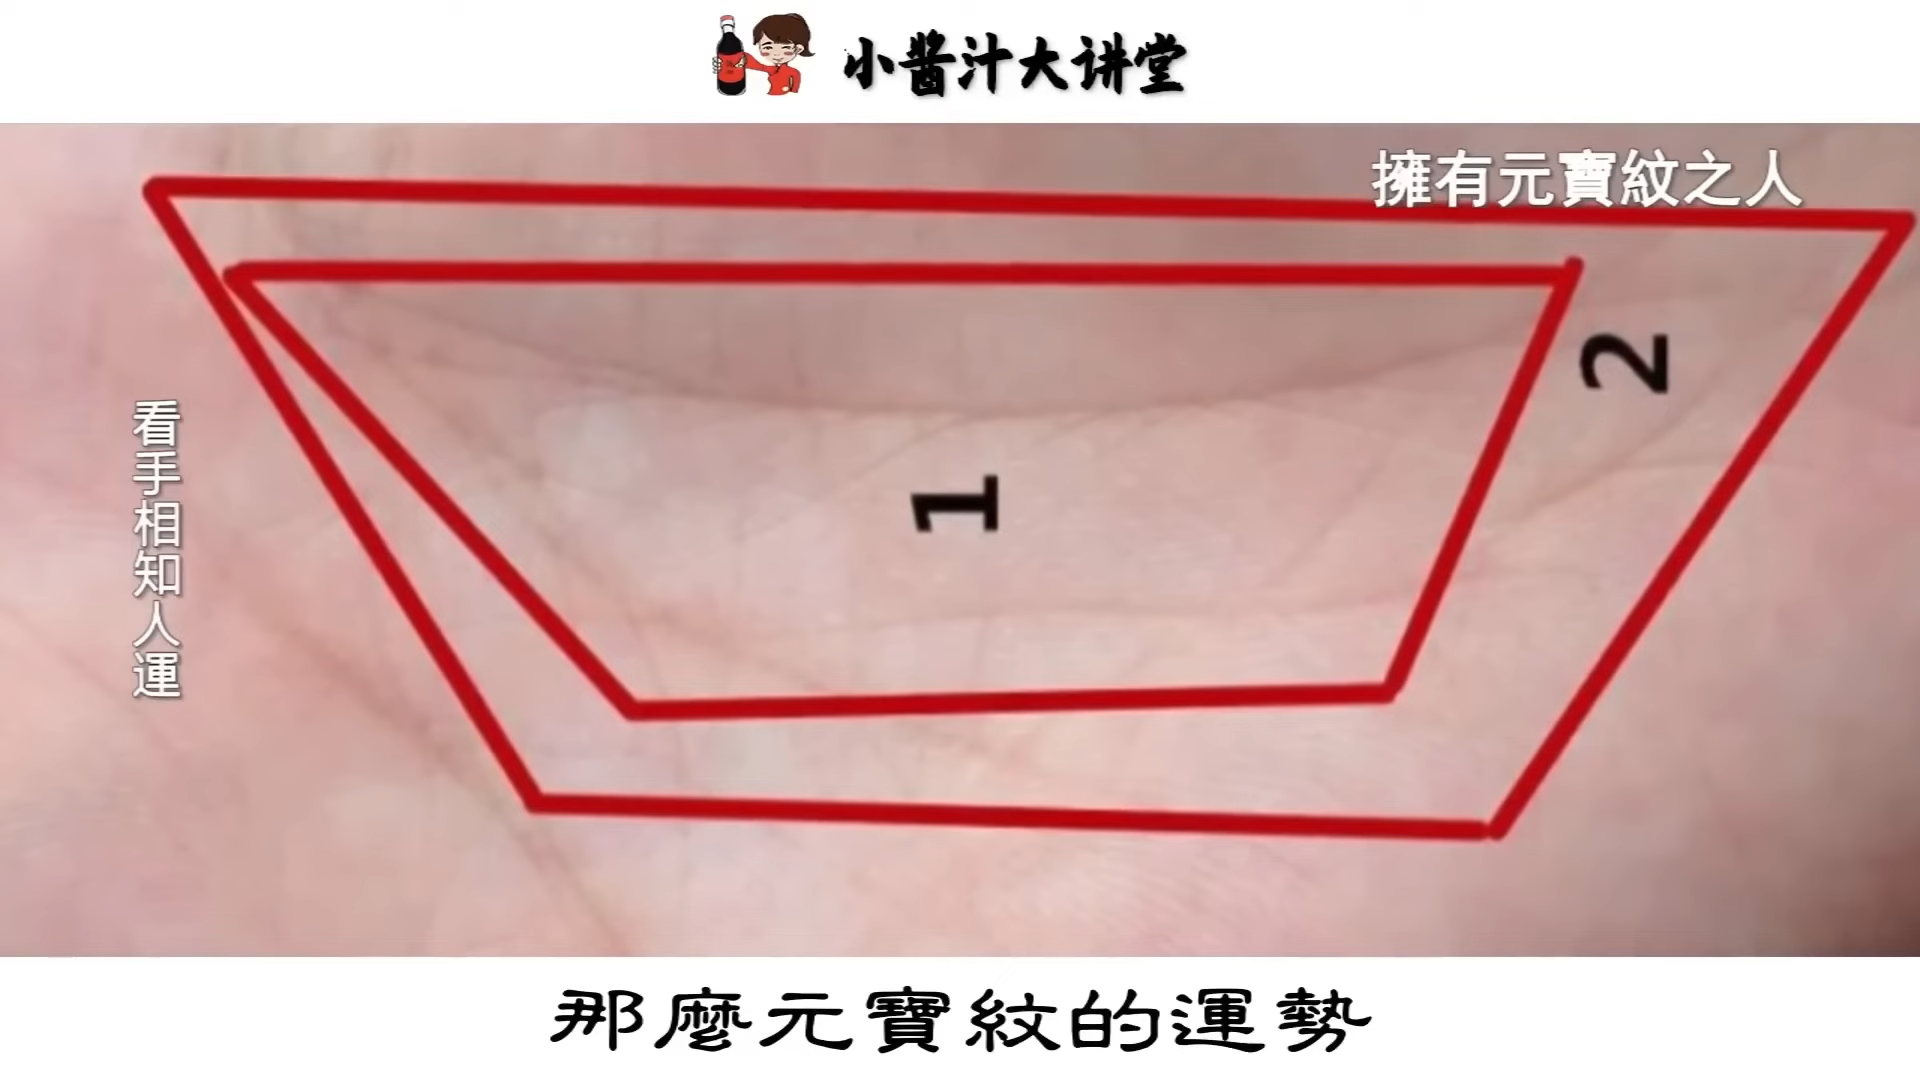 小醬汁大讲堂
擁有元寶紋之人
2
看手相知人運
1
那麼元寶紋的運勢